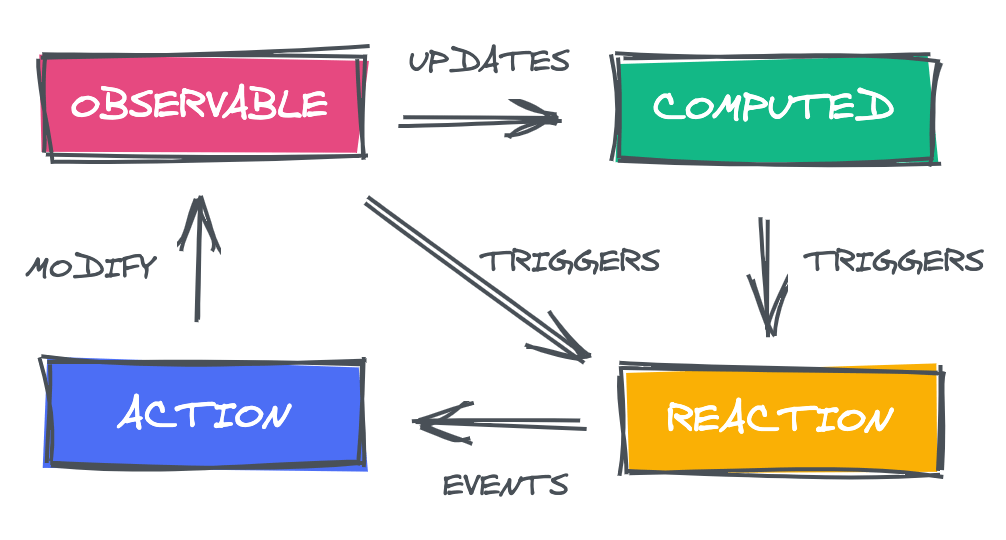 UPDATES
OBSERVABLE
COMPUTED
MODIFY
TRIGGERS
TRIGGERS
ACTION
REACTION
EVENTS